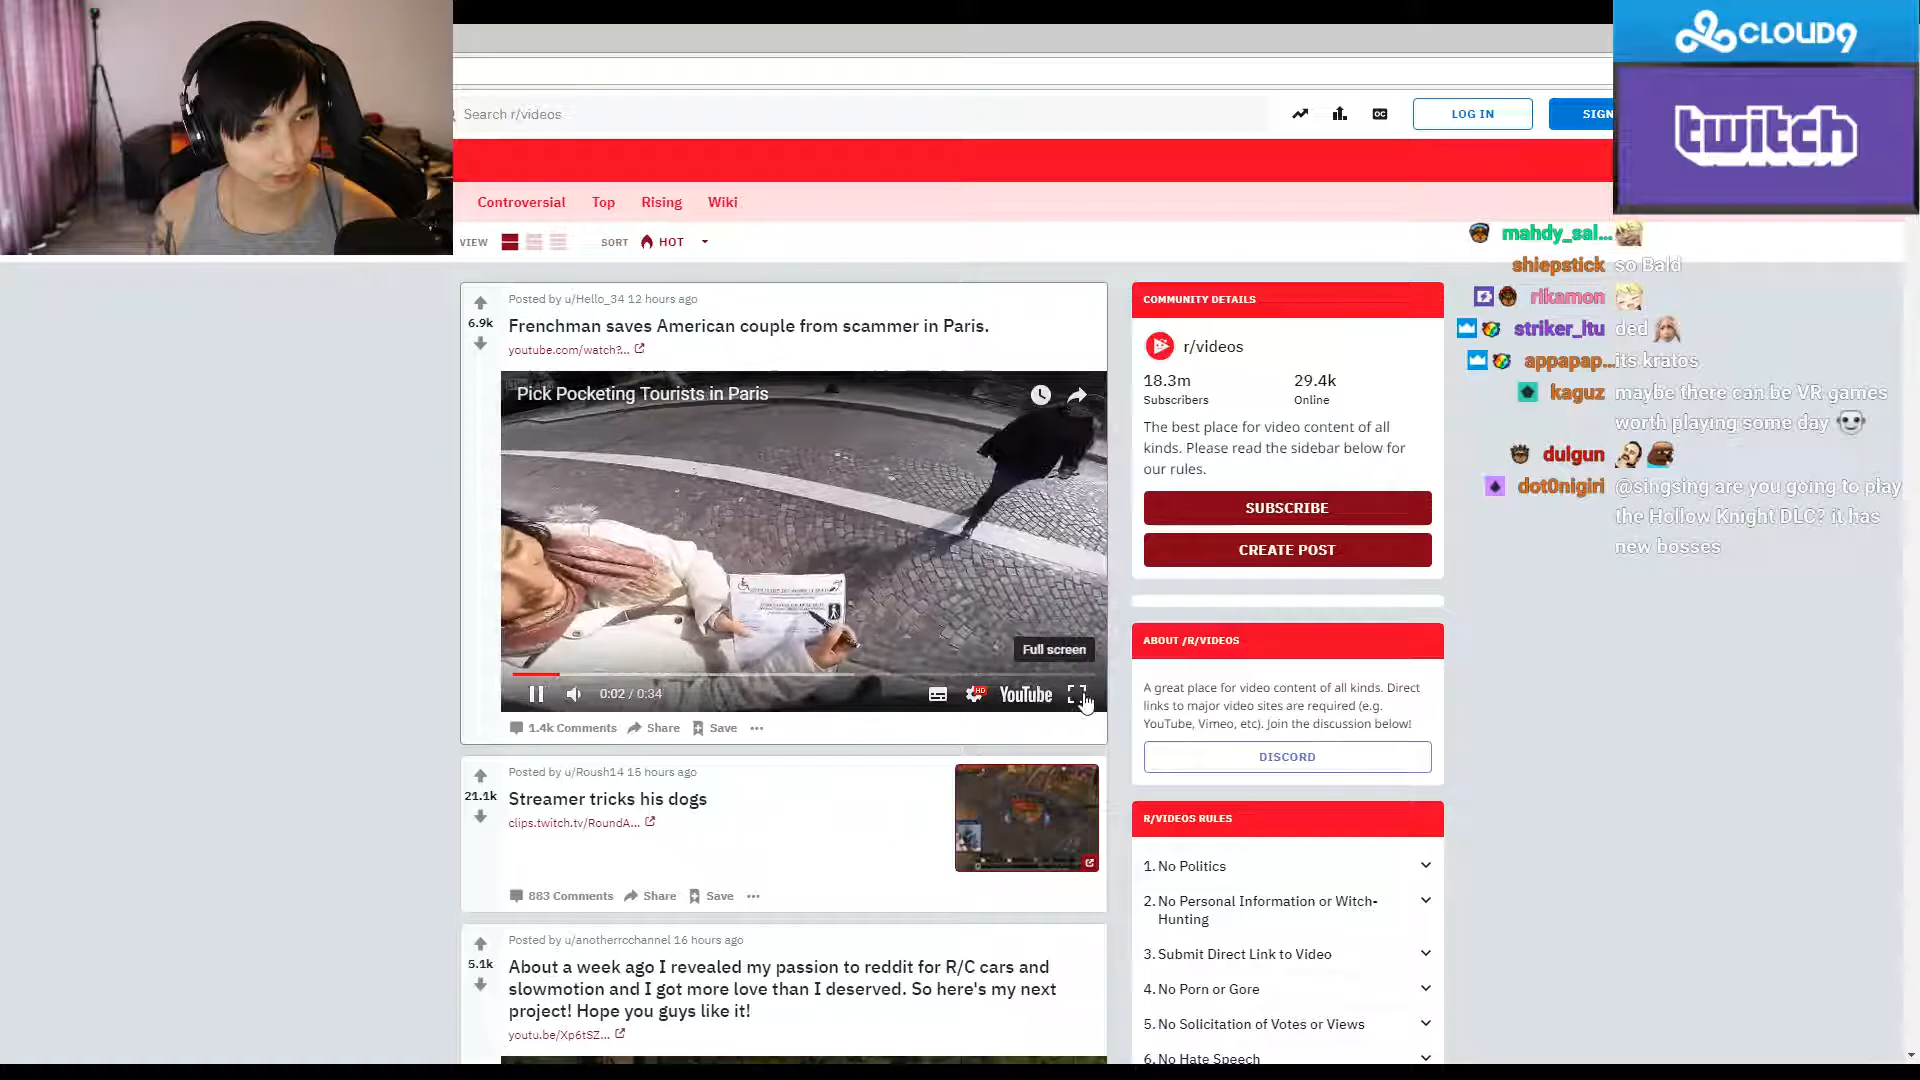 CLOUD9
twitch
Search r/videos
LOG IN
SIGN
Controversial Top Rising Wiki
VIEW SORT HOT
Posted by u/Hello_34 12 hours ago
6.9k
Frenchman saves American couple from scammer in Paris.
youtube.com/watch?...
Pick Pocketing Tourists in Paris
Full screen
0:02 / 0:34
HD
YouTube
1.4k Comments Share Save
Posted by u/Roush14 15 hours ago
21.1k
Streamer tricks his dogs
clips.twitch.tv/RoundA...
883 Comments Share Save
Posted by u/anotherrcchannel 16 hours ago
5.1k
About a week ago I revealed my passion to reddit for R/C cars and
slowmotion and I got more love than I deserved. So here's my next
project! Hope you guys like it!
youtu.be/Xp6tSZ...
COMMUNITY DETAILS
r/videos
18.3m 29.4k
Subscribers Online
The best place for video content of all
kinds. Please read the sidebar below for
our rules.
SUBSCRIBE
CREATE POST
ABOUT /R/VIDEOS
A great place for video content of all kinds. Direct
links to major video sites are required (e.g.
YouTube, Vimeo, etc). Join the discussion below!
DISCORD
R/VIDEOS RULES
1. No Politics
2. No Personal Information or Witch-
Hunting
3. Submit Direct Link to Video
4. No Porn or Gore
5. No Solicitation of Votes or Views
6. No Hate Speech
mahdy_sal...
shiepstick so Bald
rikamon
striker_ltu ded
appapap... its kratos
kaguz maybe there can be VR games
worth playing some day
dulgun
dot0nigiri @singsing are you going to play
the Hollow Knight DLC? it has
new bosses